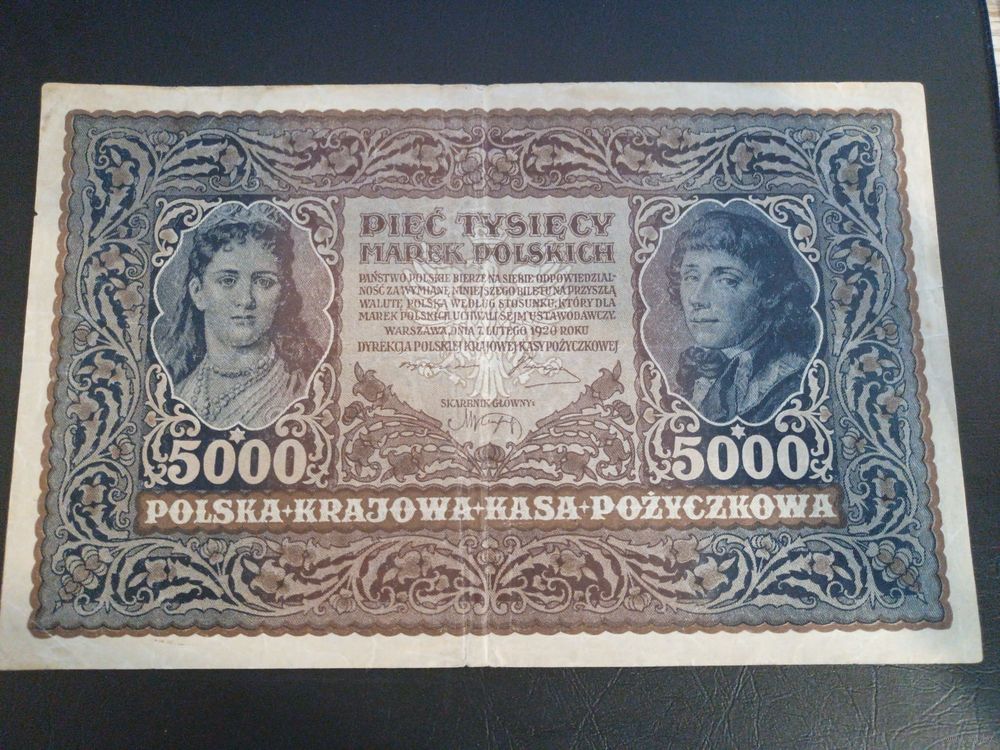 PIĘĆ TYSIĘCY
MAREK POLSKICH
PAŃSTWO POLSKIE BIERZE NA SIEBIE ODPOWIEDZIAL-
NOŚĆ ZA WYMIANĘ NINIEJSZEGO BILETU NA PRZYSZŁĄ
WALUTĘ POLSKĄ WEDŁUG STOSUNKU, KTÓRY DLA
MAREK POLSKICH UCHWALI SEJM USTAWODAWCZY.
WARSZAWA, DNIA 7. LUTEGO 1920 ROKU
DYREKCJA POLSKIEJ KRAJOWEJ KASY POŻYCZKOWEJ
SKARBNIK GŁÓWNY:
5000
5000
POLSKA+KRAJOWA+KASA+POŻYCZKOWA